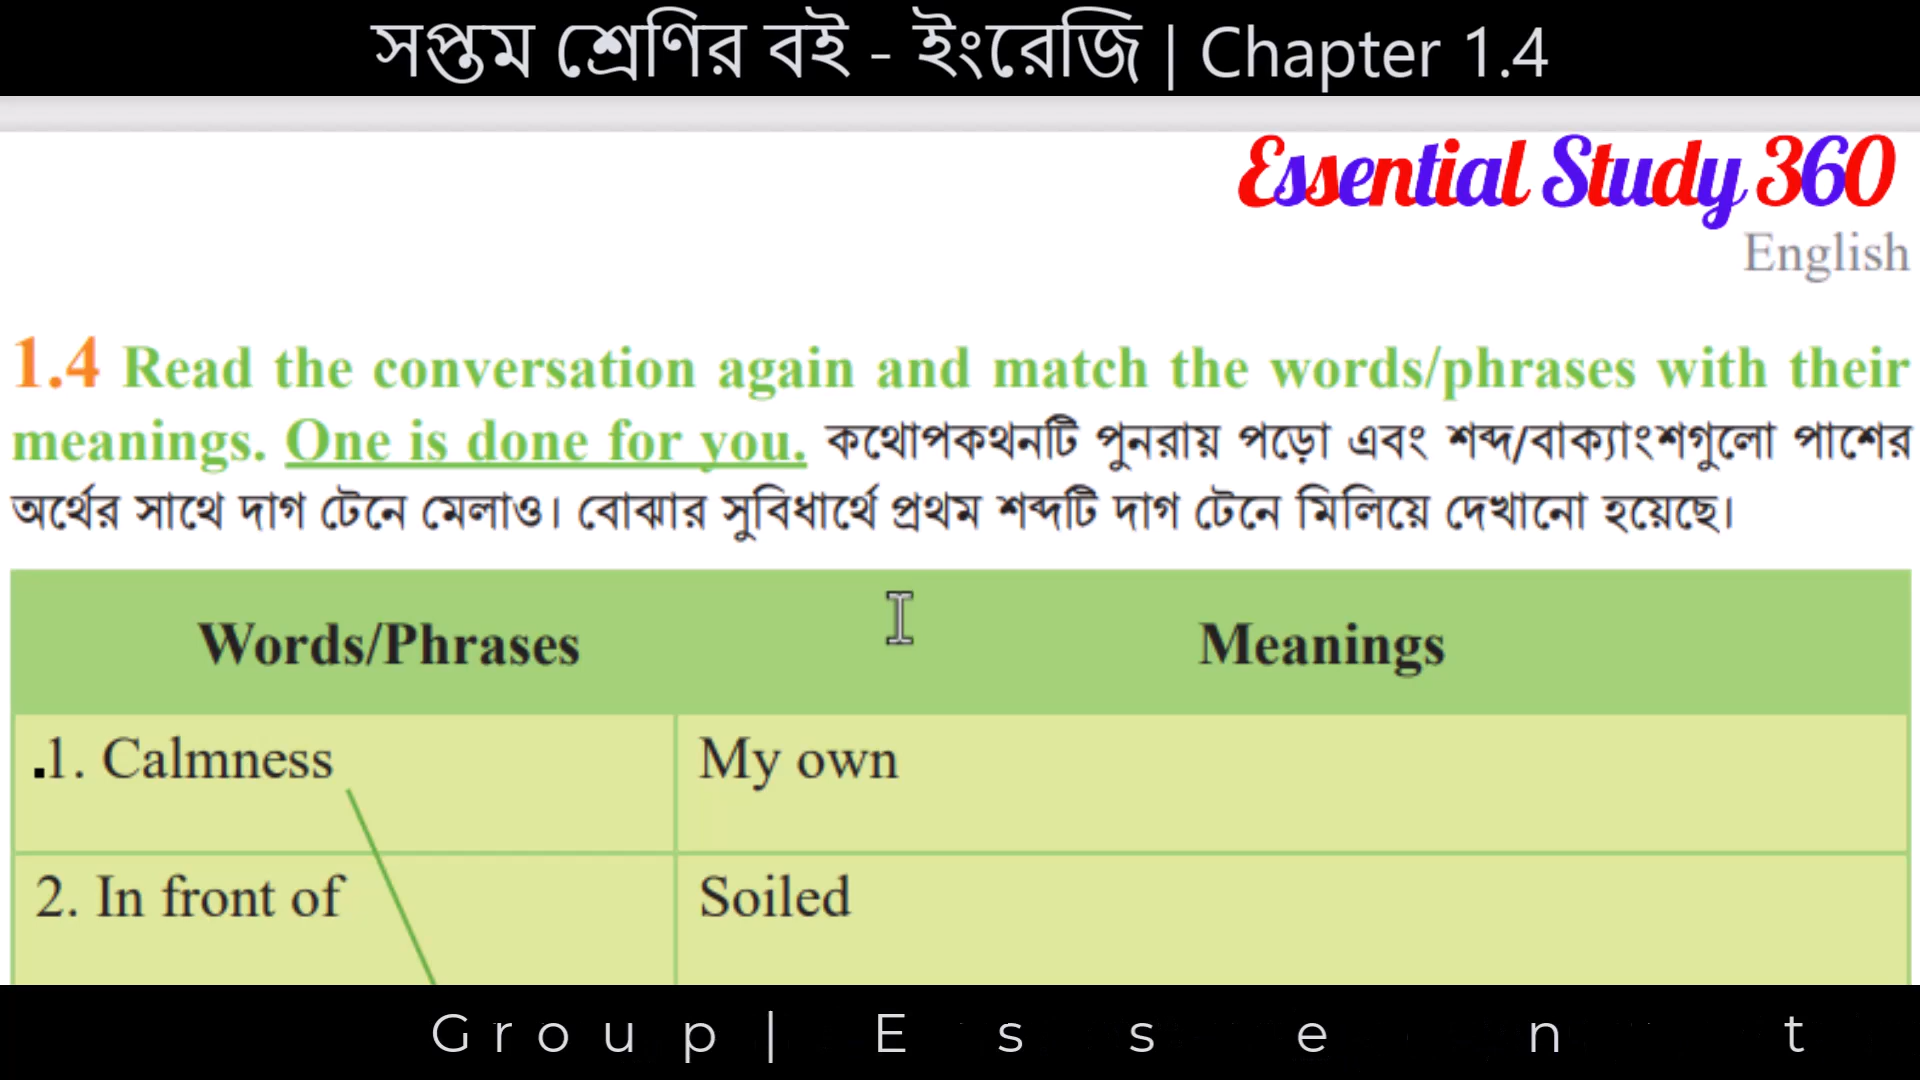 সপ্তম শ্রেণির বই - ইংরেজি | Chapter 1.4
Essential Study 360
English
1.4 Read the conversation again and match the words/phrases with their
meanings. One is done for you. কথোপকথনটি পুনরায় পড়ো এবং শব্দ/বাক্যাংশগুলো পাশের
অর্থের সাথে দাগ টেনে মেলাও। বোঝার সুবিধার্থে প্রথম শব্দটি দাগ টেনে মিলিয়ে দেখানো হয়েছে।
Words/Phrases Meanings
.1. Calmness My own
2. In front of Soiled
Group| Essent